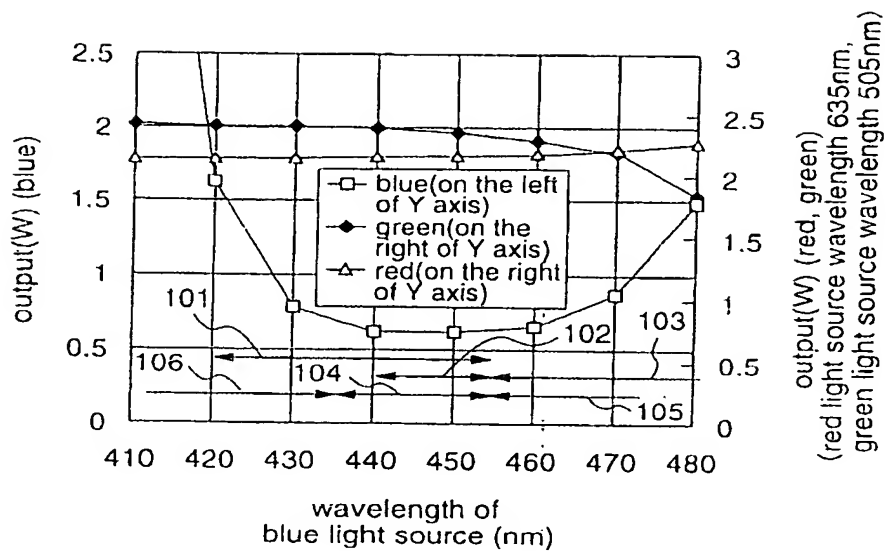 output(W) (blue)
2.5
2
1.5
1
0.5
0
410 420 430 440 450 460 470 480
wavelength of
blue light source (nm)
blue(on the left
of Y axis)
green(on the
right of Y axis)
red(on the right
of Y axis)
101
102
103
106
104
105
3
2.5
2
1.5
1
0.5
0
output(W) (red, green)
(red light source wavelength 635nm,
green light source wavelength 505nm)